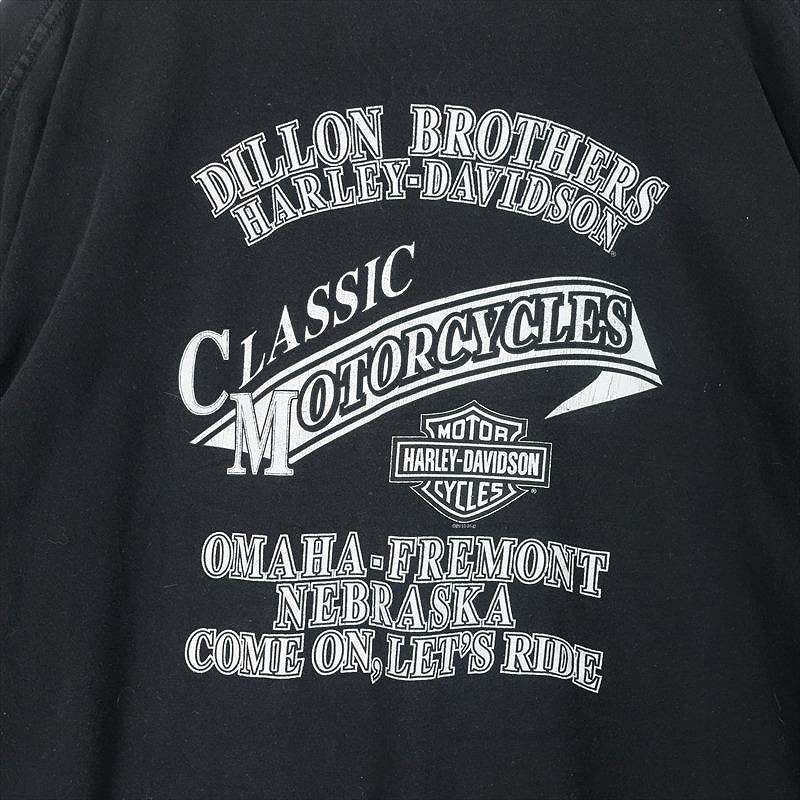 DILLON BROTHERS
HARLEY-DAVIDSON®
CLASSIC
MOTORCYCLES
MOTOR
HARLEY-DAVIDSON
CYCLES®
OMAHA-FREMONT
NEBRASKA
COME ON, LET'S RIDE